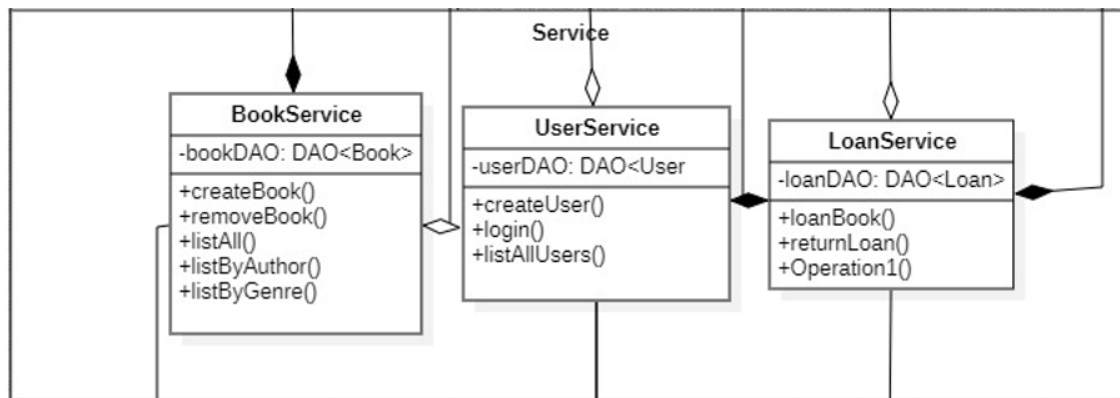 Service
BookService
-bookDAO: DAO<Book>
+createBook()
+removeBook()
+listAll()
+listByAuthor()
+listByGenre()
UserService
-userDAO: DAO<User
+createUser()
+login()
+listAllUsers()
LoanService
-loanDAO: DAO<Loan>
+loanBook()
+returnLoan()
+Operation1()